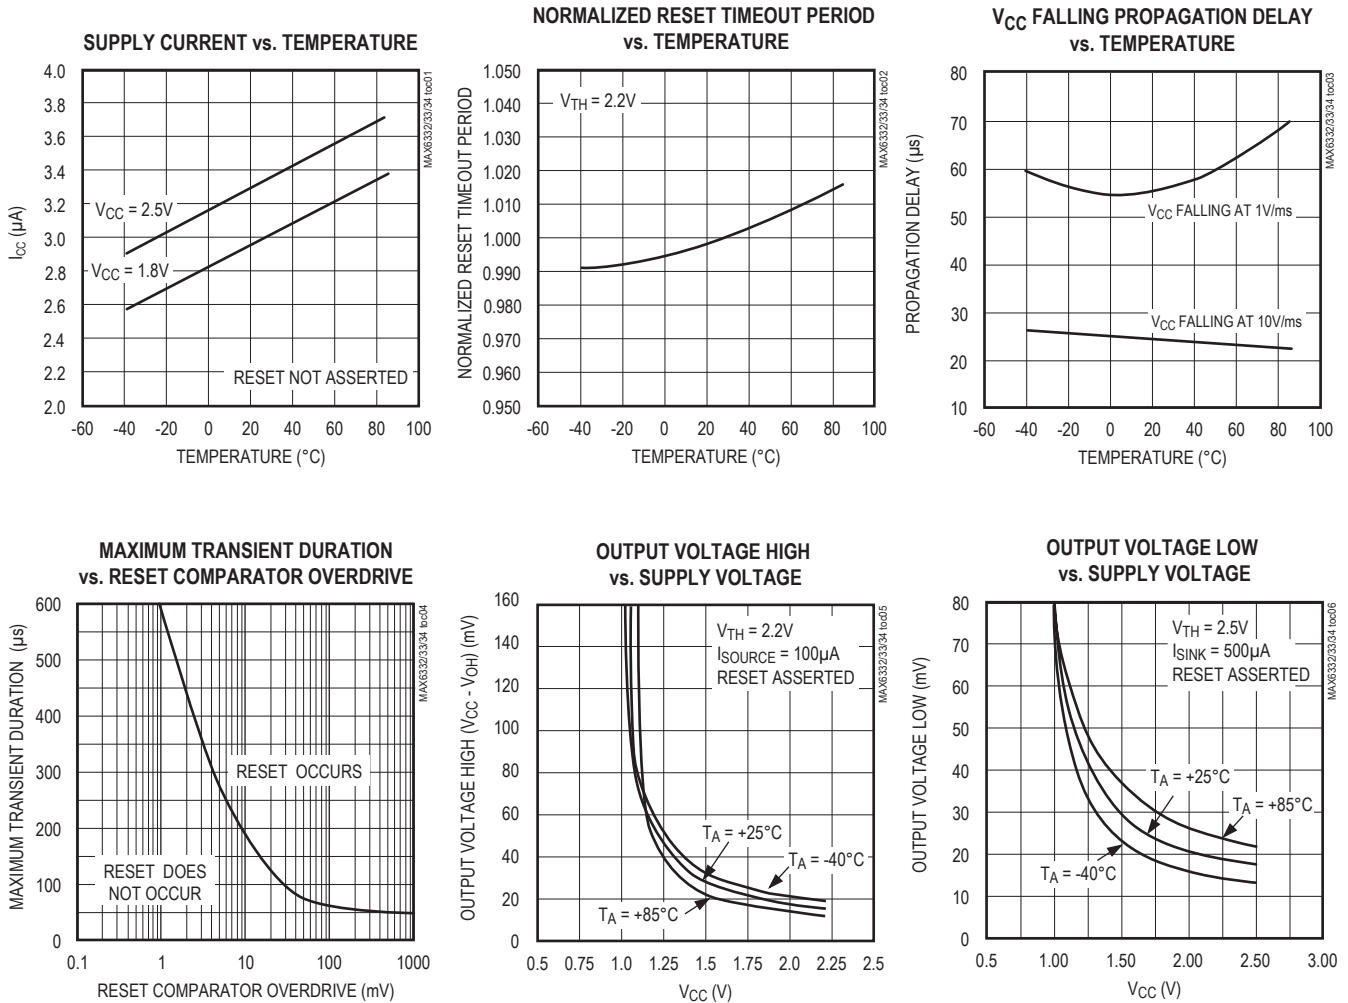 SUPPLY CURRENT vs. TEMPERATURE
4.0
3.8
3.6
3.4
3.2
3.0
2.8
2.6
2.4
2.2
2.0
ICC (µA)
VCC = 2.5V
VCC = 1.8V
RESET NOT ASSERTED
MAX6332/33/34 toc01
-60 -40 -20 0 20 40 60 80 100
TEMPERATURE (°C)
NORMALIZED RESET TIMEOUT PERIOD
vs. TEMPERATURE
1.050
1.040
1.030
1.020
1.010
1.000
0.990
0.980
0.970
0.960
0.950
NORMALIZED RESET TIMEOUT PERIOD
VTH = 2.2V
MAX6332/33/34 toc02
-60 -40 -20 0 20 40 60 80 100
TEMPERATURE (°C)
VCC FALLING PROPAGATION DELAY
vs. TEMPERATURE
80
70
60
50
40
30
20
10
PROPAGATION DELAY (µs)
VCC FALLING AT 1V/ms
VCC FALLING AT 10V/ms
MAX6332/33/34 toc03
-60 -40 -20 0 20 40 60 80 100
TEMPERATURE (°C)
MAXIMUM TRANSIENT DURATION
vs. RESET COMPARATOR OVERDRIVE
600
500
400
300
200
100
0
MAXIMUM TRANSIENT DURATION (µs)
RESET OCCURS
RESET DOES
NOT OCCUR
MAX6332/33/34 toc04
0.1 1 10 100 1000
RESET COMPARATOR OVERDRIVE (mV)
OUTPUT VOLTAGE HIGH
vs. SUPPLY VOLTAGE
160
140
120
100
80
60
40
20
0
OUTPUT VOLTAGE HIGH (VCC - VOH) (mV)
VTH = 2.2V
ISOURCE = 100µA
RESET ASSERTED
TA = +25°C
TA = -40°C
TA = +85°C
MAX6332/33/34 toc05
0.5 0.75 1.0 1.25 1.5 1.75 2.0 2.25 2.5
VCC (V)
OUTPUT VOLTAGE LOW
vs. SUPPLY VOLTAGE
80
70
60
50
40
30
20
10
0
OUTPUT VOLTAGE LOW (mV)
VTH = 2.5V
ISINK = 500µA
RESET ASSERTED
TA = +25°C
TA = +85°C
TA = -40°C
MAX6332/33/34 toc06
0.5 1.00 1.50 2.00 2.50 3.00
VCC (V)